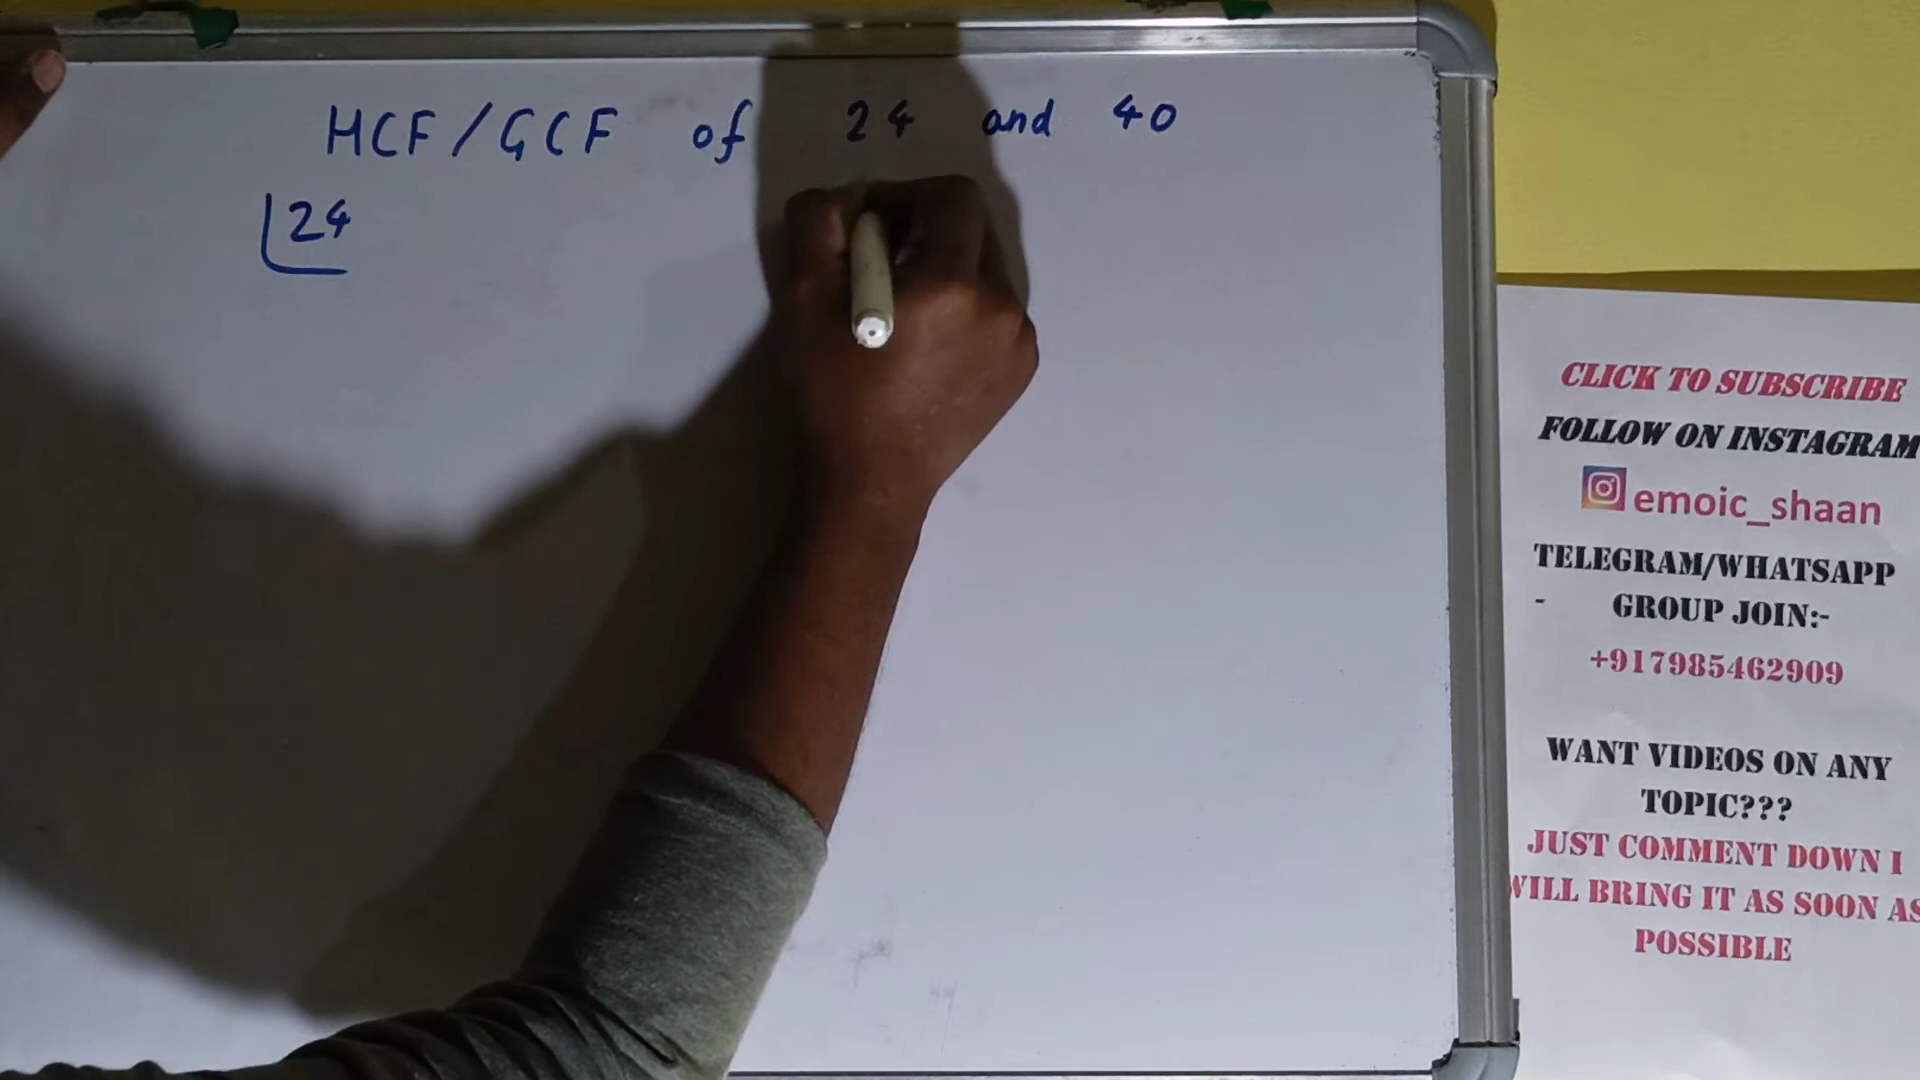 HCF/GCF of 24 and 40
24
CLICK TO SUBSCRIBE
FOLLOW ON INSTAGRAM
emoic_shaan
TELEGRAM/WHATSAPP
- GROUP JOIN:-
+917985462909
WANT VIDEOS ON ANY
TOPIC???
JUST COMMENT DOWN I
WILL BRING IT AS SOON AS
POSSIBLE